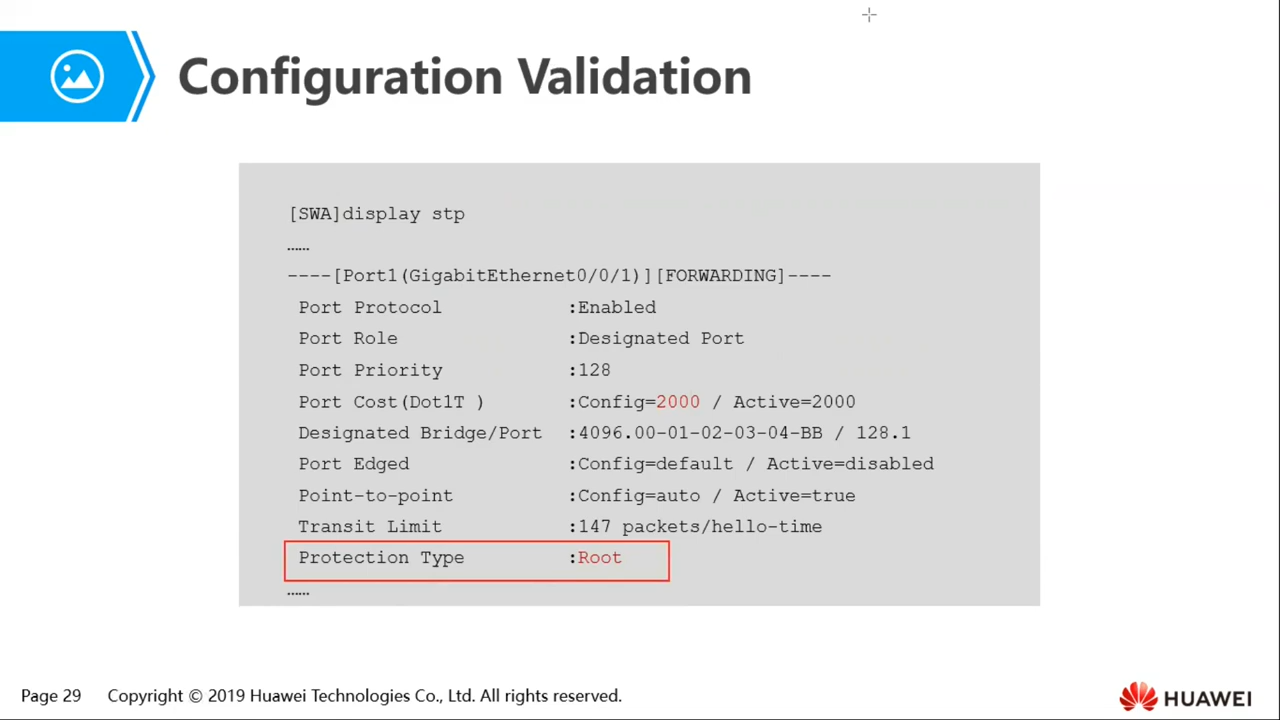 Configuration Validation
[SWA]display stp
……
----[Port1(GigabitEthernet0/0/1)][FORWARDING]----
Port Protocol :Enabled
Port Role :Designated Port
Port Priority :128
Port Cost(Dot1T ) :Config=2000 / Active=2000
Designated Bridge/Port :4096.00-01-02-03-04-BB / 128.1
Port Edged :Config=default / Active=disabled
Point-to-point :Config=auto / Active=true
Transit Limit :147 packets/hello-time
Protection Type :Root
……
Page 29 Copyright © 2019 Huawei Technologies Co., Ltd. All rights reserved.
HUAWEI